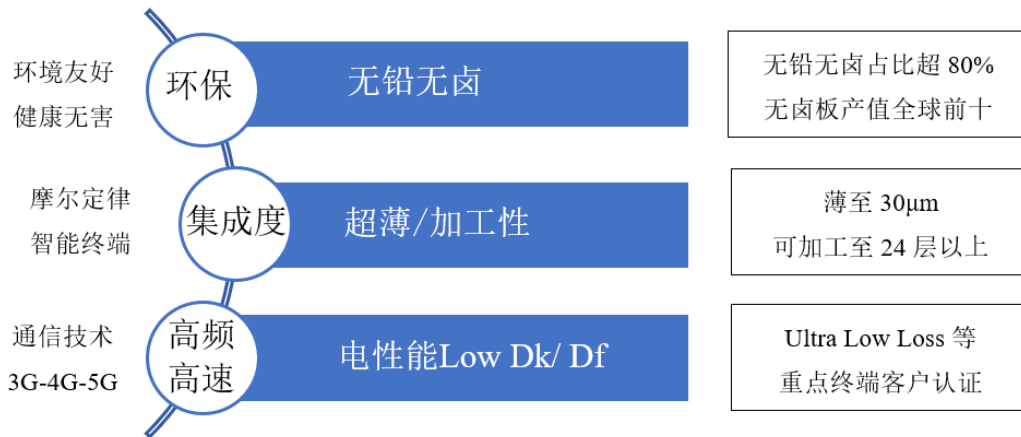 环境友好
健康无害
环保
无铅无卤
无铅无卤占比超 80%
无卤板产值全球前十
摩尔定律
智能终端
集成度
超薄/加工性
薄至 30μm
可加工至 24 层以上
通信技术
3G-4G-5G
高频
高速
电性能Low Dk/ Df
Ultra Low Loss 等
重点终端客户认证